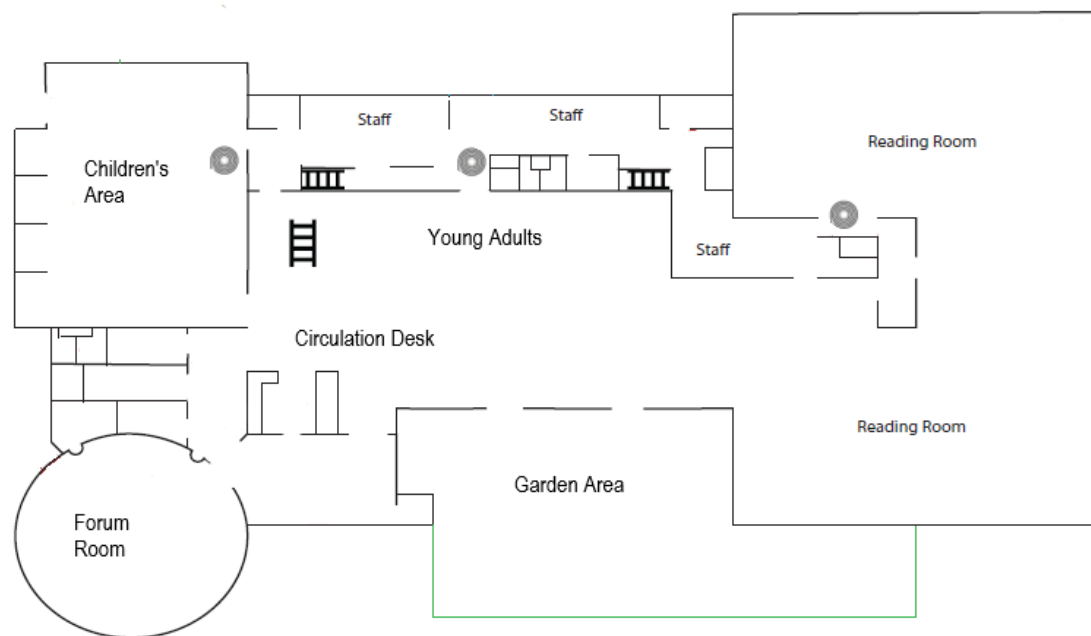 Staff
Staff
Reading Room
Children's
Area
Young Adults
Staff
Circulation Desk
Reading Room
Garden Area
Forum
Room